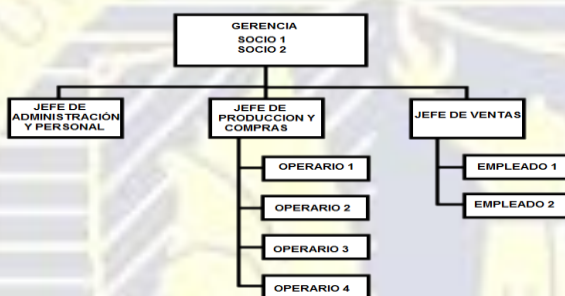 GERENCIA
SOCIO 1
SOCIO 2
JEFE DE
ADMINISTRACIÓN
Y PERSONAL
JEFE DE
PRODUCCION Y
COMPRAS
JEFE DE VENTAS
OPERARIO 1
OPERARIO 2
OPERARIO 3
OPERARIO 4
EMPLEADO 1
EMPLEADO 2